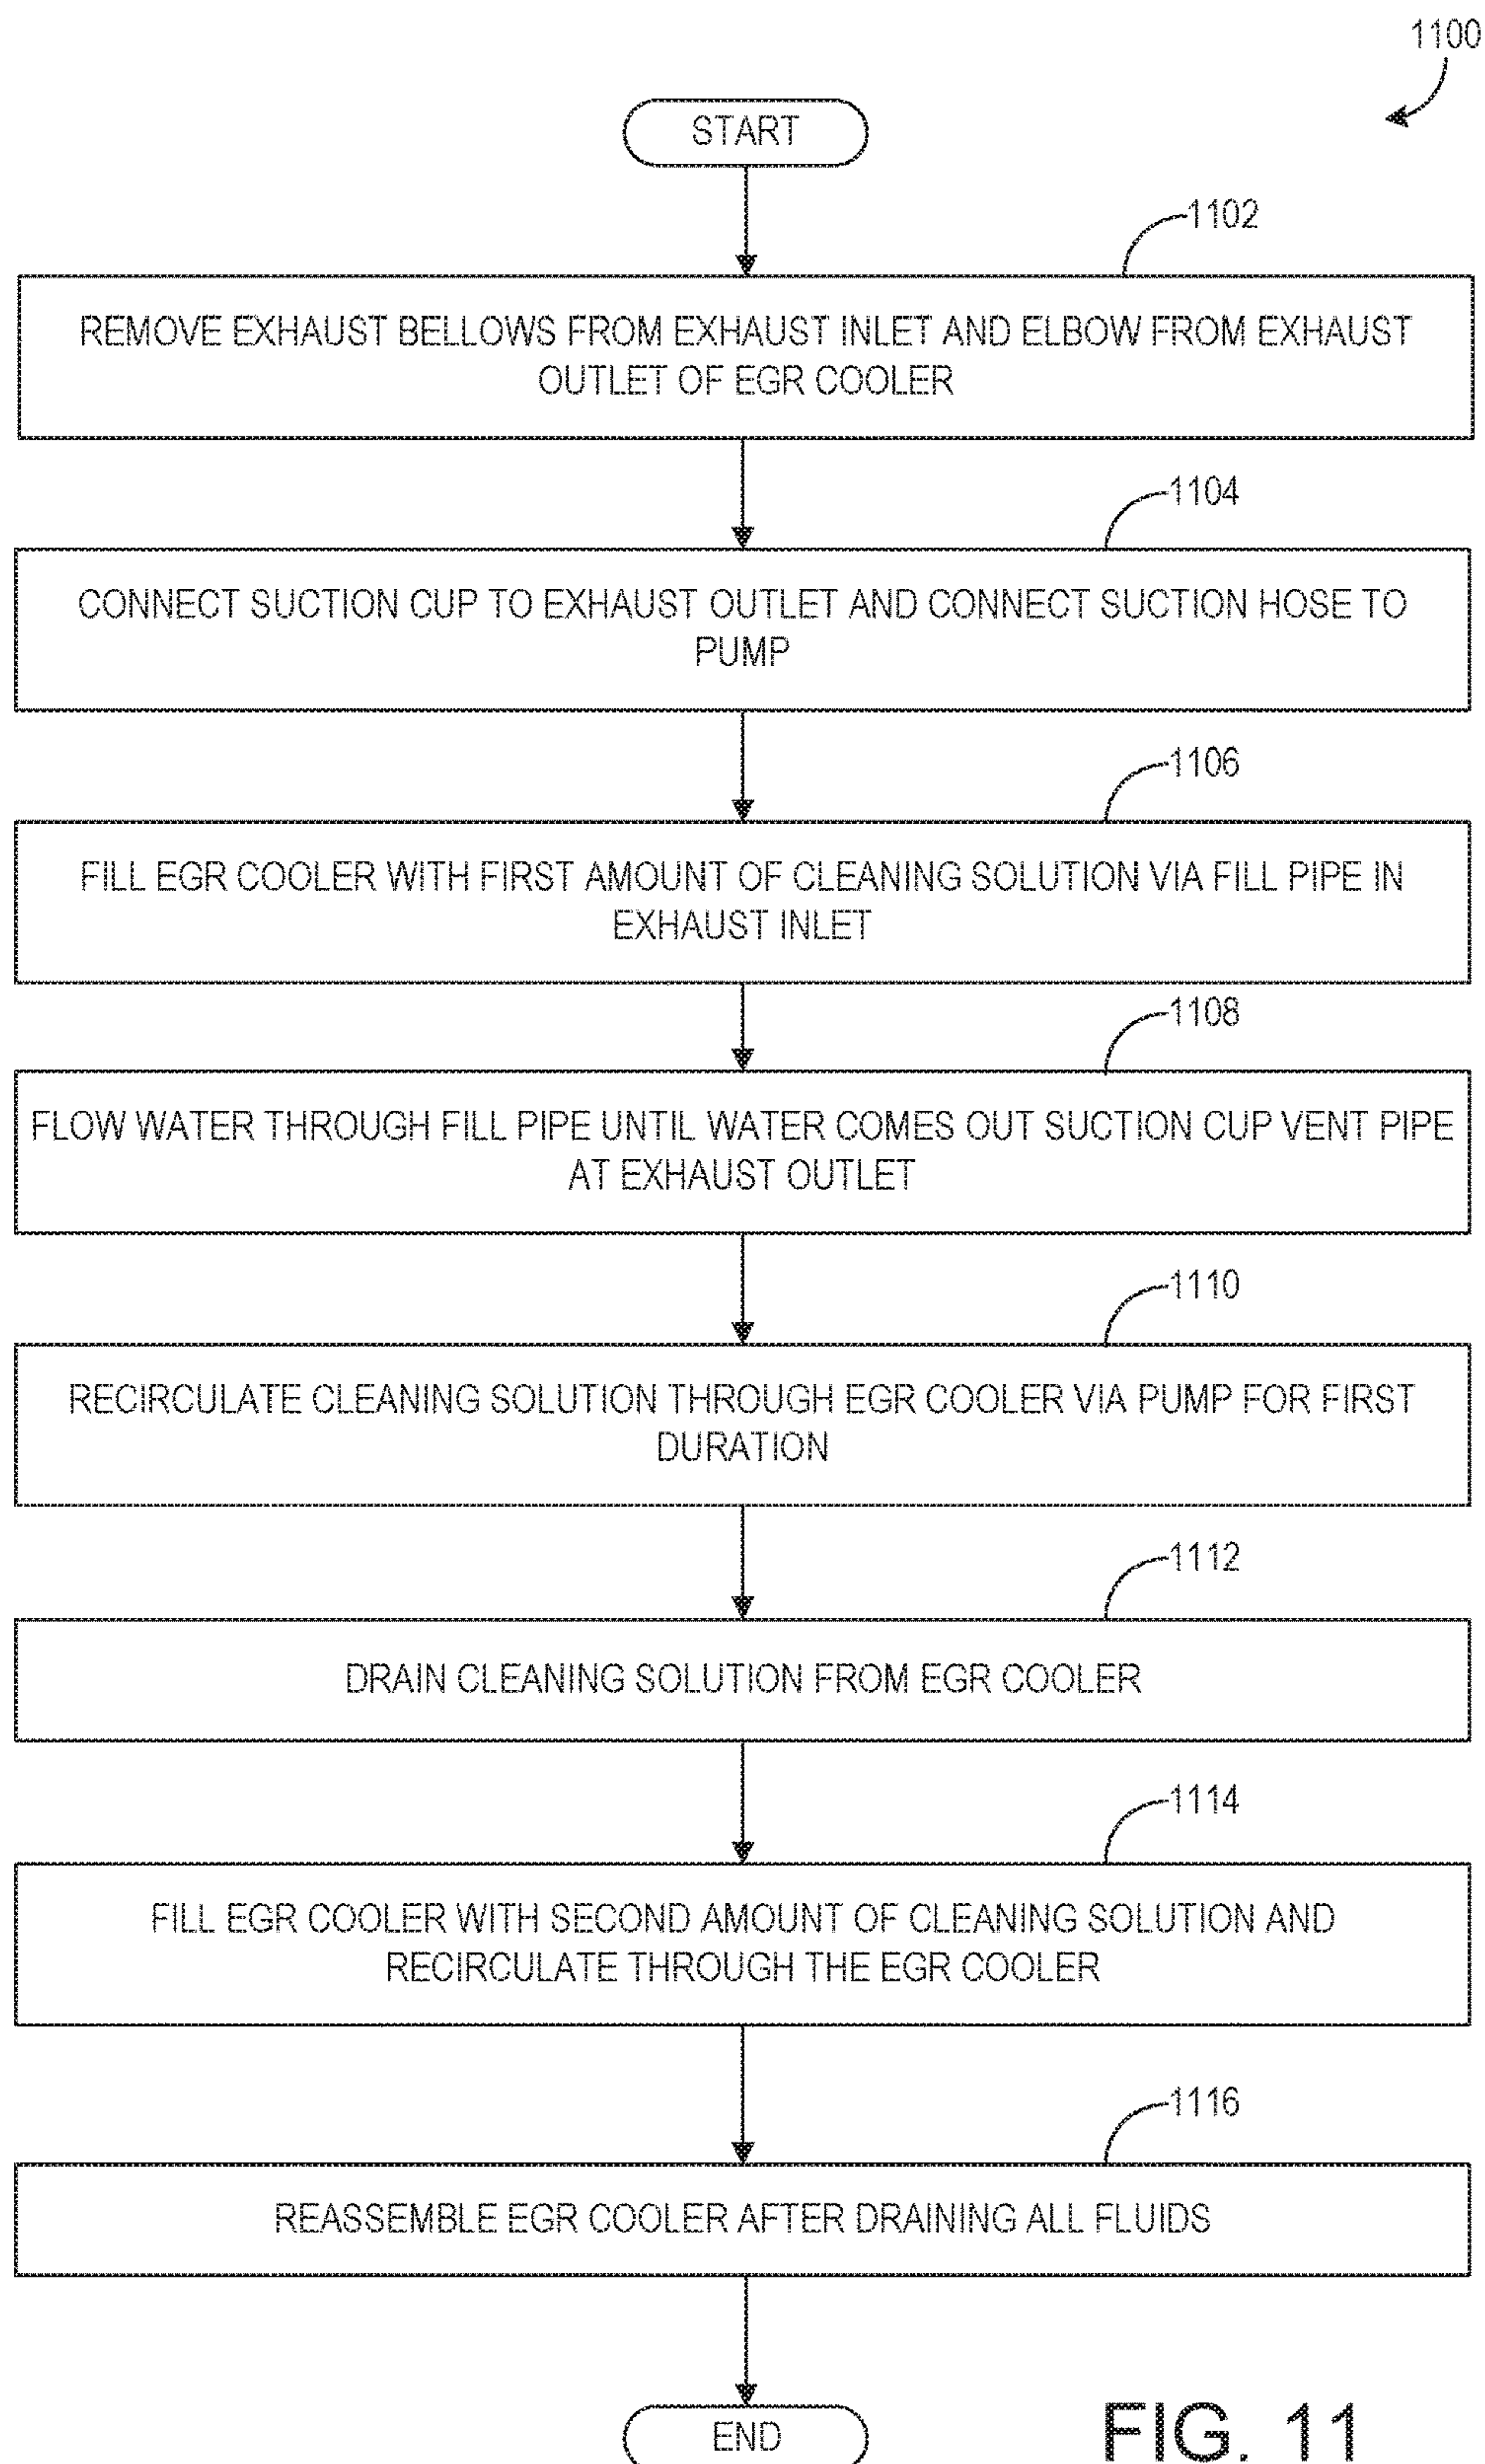 1100
START
1102
REMOVE EXHAUST BELLOWS FROM EXHAUST INLET AND ELBOW FROM EXHAUST
OUTLET OF EGR COOLER
1104
CONNECT SUCTION CUP TO EXHAUST OUTLET AND CONNECT SUCTION HOSE TO
PUMP
1106
FILL EGR COOLER WITH FIRST AMOUNT OF CLEANING SOLUTION VIA FILL PIPE IN
EXHAUST INLET
1108
FLOW WATER THROUGH FILL PIPE UNTIL WATER COMES OUT SUCTION CUP VENT PIPE
AT EXHAUST OUTLET
1110
RECIRCULATE CLEANING SOLUTION THROUGH EGR COOLER VIA PUMP FOR FIRST
DURATION
1112
DRAIN CLEANING SOLUTION FROM EGR COOLER
1114
FILL EGR COOLER WITH SECOND AMOUNT OF CLEANING SOLUTION AND
RECIRCULATE THROUGH THE EGR COOLER
1116
REASSEMBLE EGR COOLER AFTER DRAINING ALL FLUIDS
END
FIG. 11